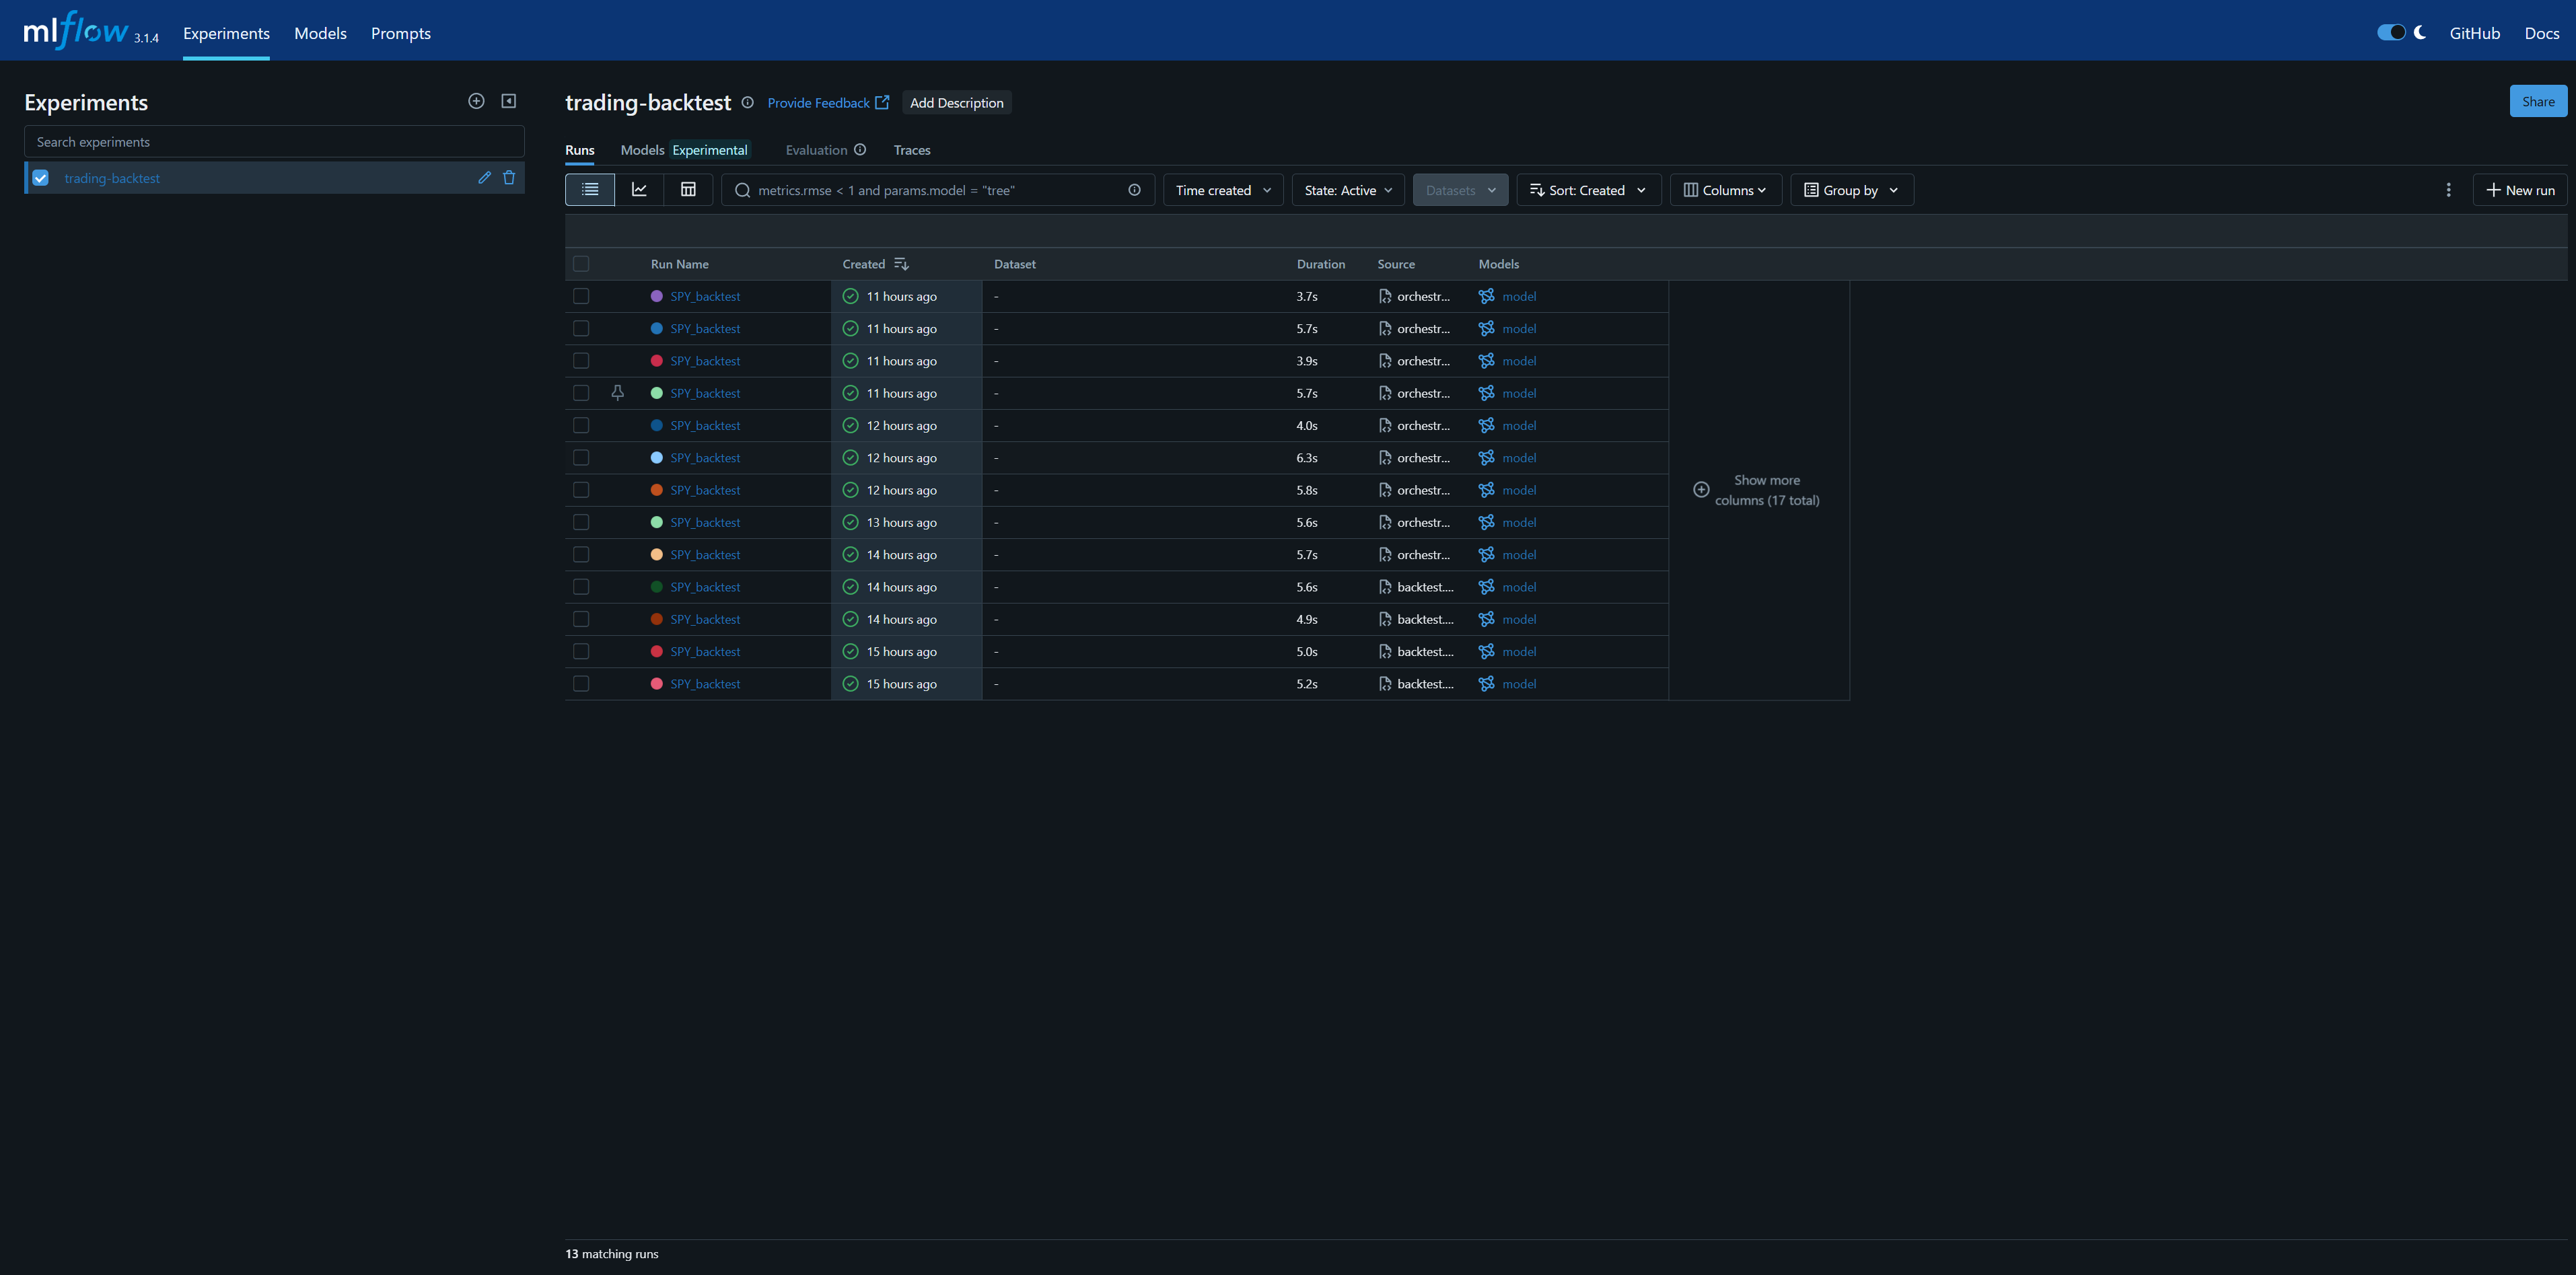 mlflow 3.1.4 Experiments Models Prompts GitHub Docs
Experiments
Search experiments
trading-backtest
trading-backtest Provide Feedback Add Description Share
Runs Models Experimental Evaluation Traces
metrics.rmse < 1 and params.model = "tree" Time created State: Active Datasets Sort: Created Columns Group by New run
Run Name Created Dataset Duration Source Models
SPY_backtest 11 hours ago - 3.7s orchestr... model
SPY_backtest 11 hours ago - 5.7s orchestr... model
SPY_backtest 11 hours ago - 3.9s orchestr... model
SPY_backtest 11 hours ago - 5.7s orchestr... model
SPY_backtest 12 hours ago - 4.0s orchestr... model
SPY_backtest 12 hours ago - 6.3s orchestr... model
SPY_backtest 12 hours ago - 5.8s orchestr... model
SPY_backtest 13 hours ago - 5.6s orchestr... model
SPY_backtest 14 hours ago - 5.7s orchestr... model
SPY_backtest 14 hours ago - 5.6s backtest.... model
SPY_backtest 14 hours ago - 4.9s backtest.... model
SPY_backtest 15 hours ago - 5.0s backtest.... model
SPY_backtest 15 hours ago - 5.2s backtest.... model
Show more
columns (17 total)
13 matching runs